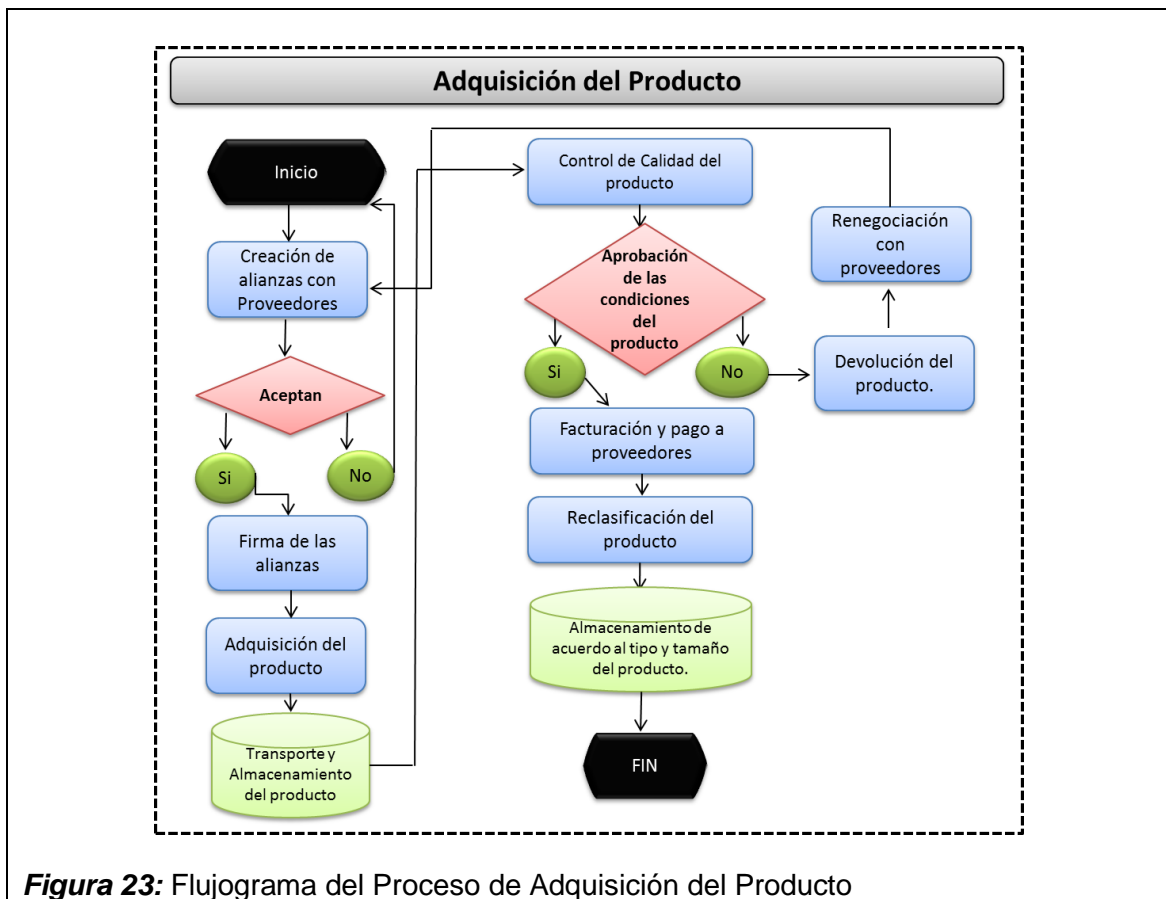 Adquisición del Producto
Inicio
Creación de
alianzas con
Proveedores
Aceptan
Si
No
Firma de las
alianzas
Adquisición del
producto
Transporte y
Almacenamiento
del producto
Control de Calidad del
producto
Aprobación
de las
condiciones
del
producto
Si
No
Devolución del
producto.
Renegociación
con
proveedores
Facturación y pago a
proveedores
Reclasificación del
producto
Almacenamiento de
acuerdo al tipo y tamaño
del producto.
FIN
Figura 23: Flujograma del Proceso de Adquisición del Producto